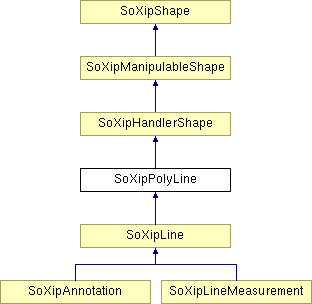 SoXipShape
SoXipManipulableShape
SoXipHandlerShape
SoXipPolyLine
SoXipLine
SoXipAnnotation
SoXipLineMeasurement